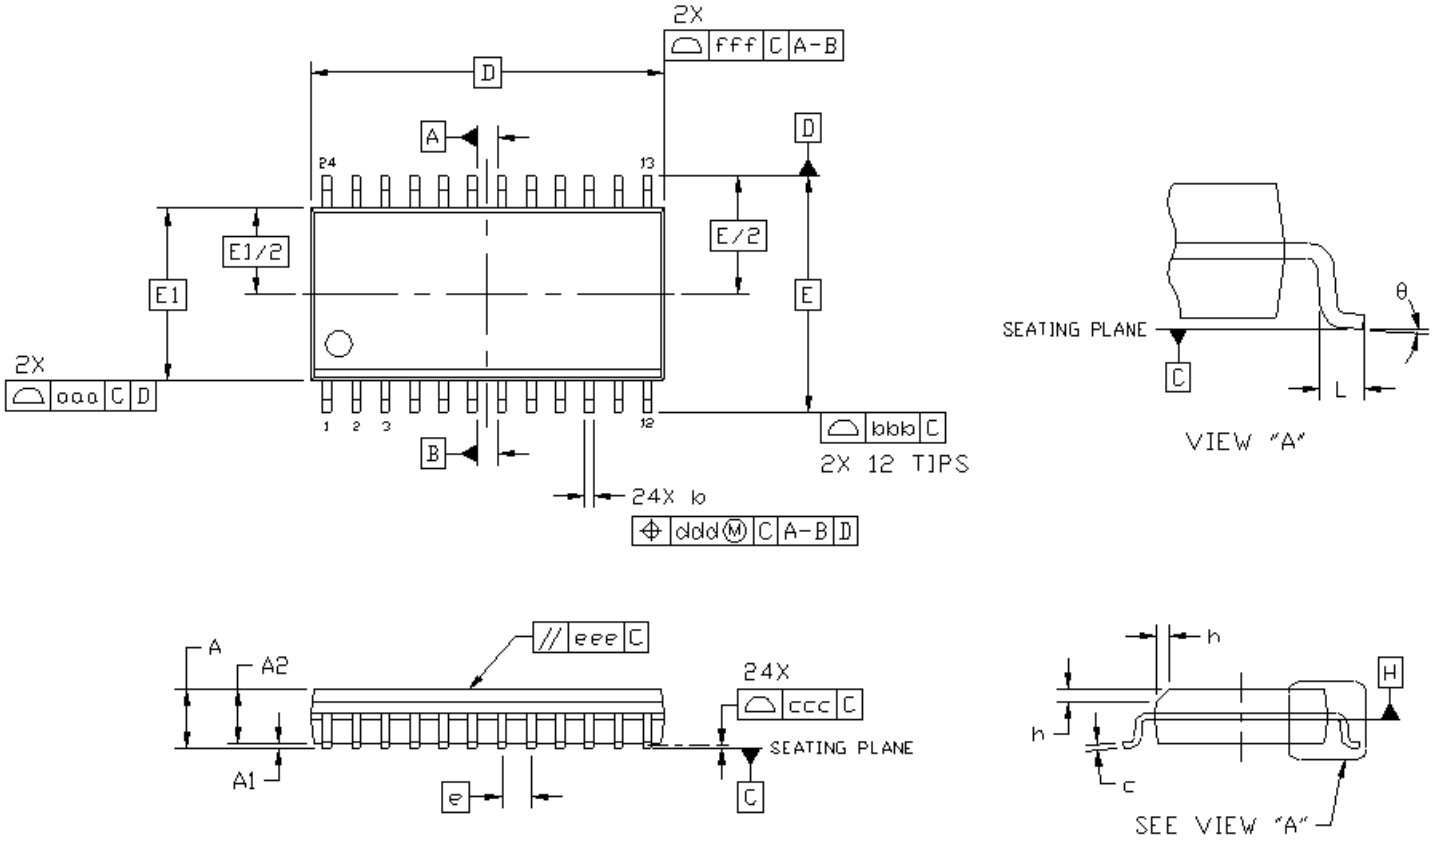 2X
⌓ fff C A-B
D
A
D
24
13
E1/2
E/2
E1
E
θ
SEATING PLANE
C
L
VIEW "A"
2X
⌓ aaa C D
1
2
3
12
B
⌓ bbb C
2X 12 TIPS
24X b
⌖ ddd Ⓜ C A-B D
// eee C
A
A2
24X
⌓ ccc C
SEATING PLANE
A1
e
C
h
H
h
c
SEE VIEW "A"